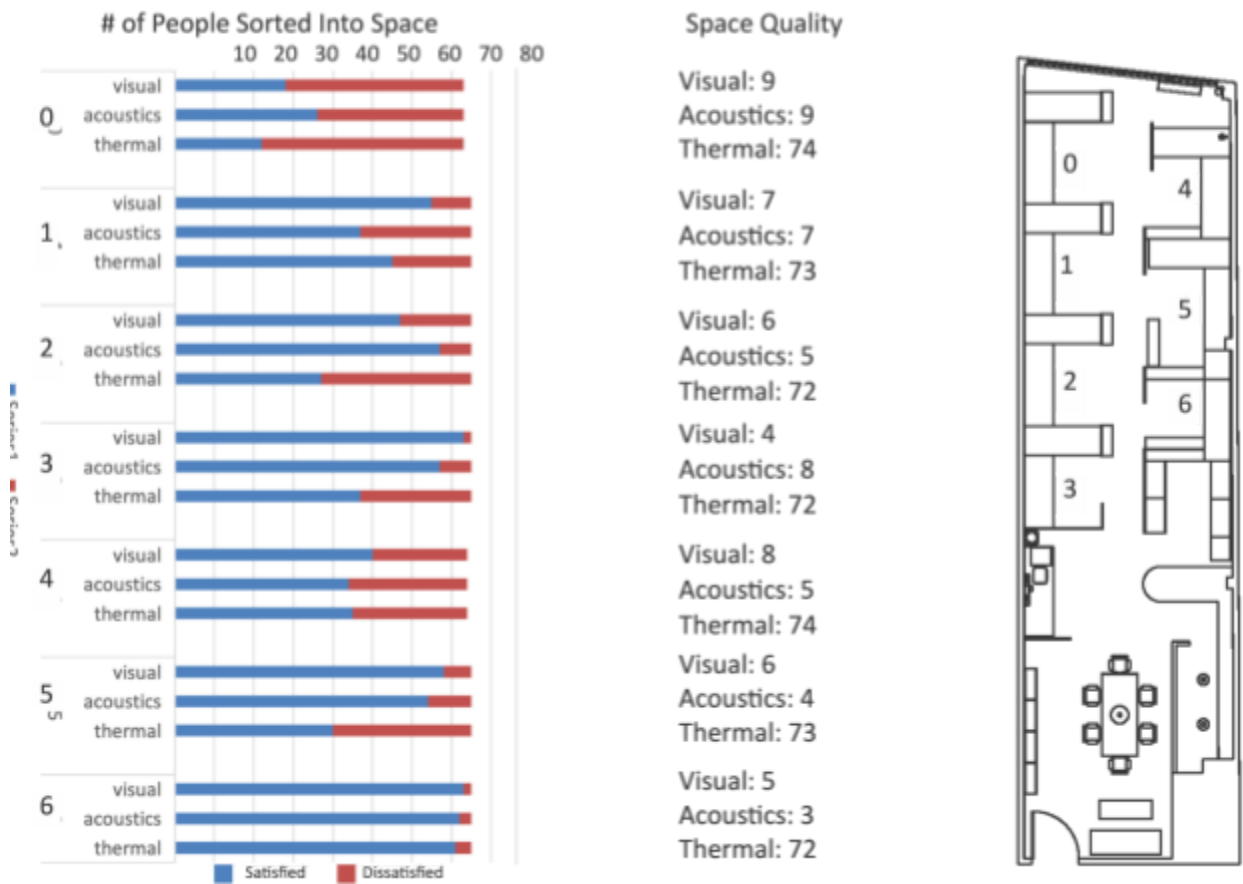 # of People Sorted Into Space
10 20 30 40 50 60 70 80
0
visual
acoustics
thermal
1
visual
acoustics
thermal
2
visual
acoustics
thermal
3
visual
acoustics
thermal
4
visual
acoustics
thermal
5
5
visual
acoustics
thermal
6
visual
acoustics
thermal
Satisfied Dissatisfied
Space Quality
Visual: 9
Acoustics: 9
Thermal: 74
Visual: 7
Acoustics: 7
Thermal: 73
Visual: 6
Acoustics: 5
Thermal: 72
Visual: 4
Acoustics: 8
Thermal: 72
Visual: 8
Acoustics: 5
Thermal: 74
Visual: 6
Acoustics: 4
Thermal: 73
Visual: 5
Acoustics: 3
Thermal: 72
0
1
2
3
4
5
6